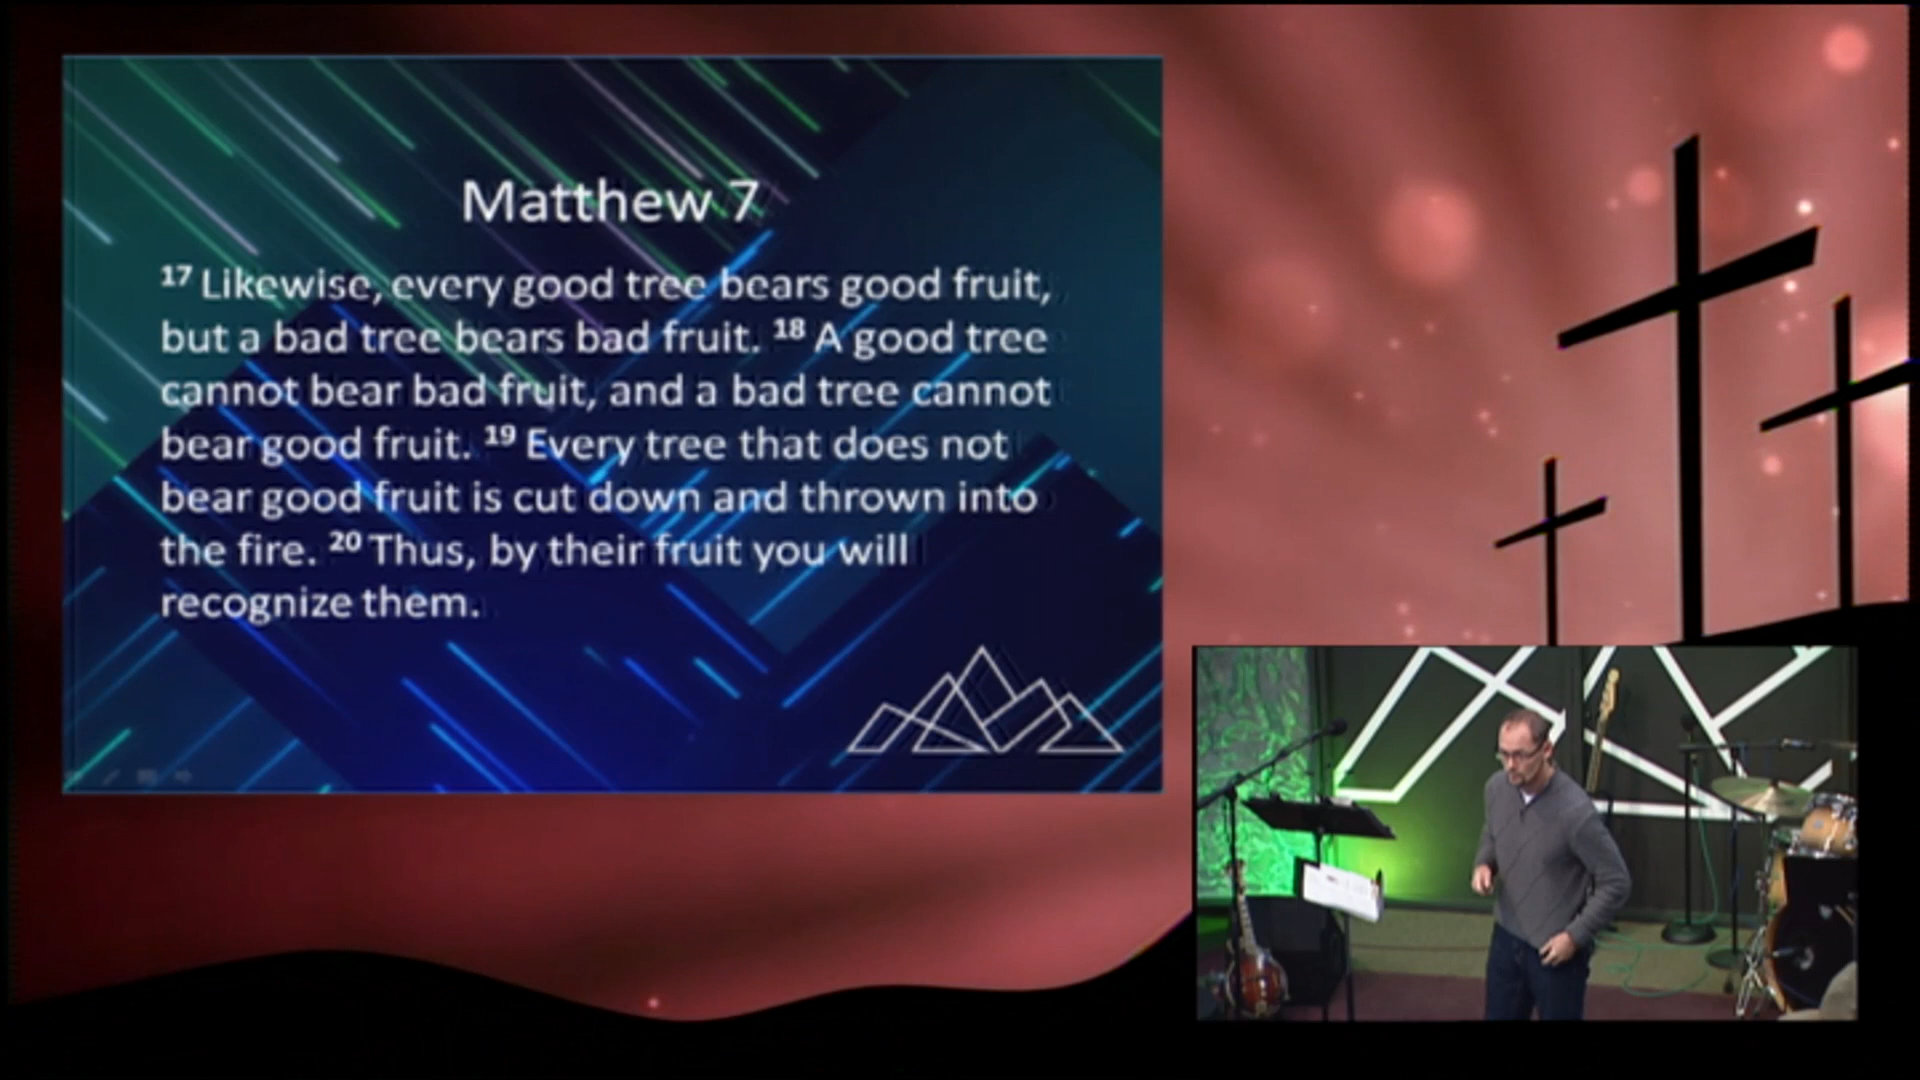 Matthew 7
17 Likewise, every good tree bears good fruit,
but a bad tree bears bad fruit. 18 A good tree
cannot bear bad fruit, and a bad tree cannot
bear good fruit. 19 Every tree that does not
bear good fruit is cut down and thrown into
the fire. 20 Thus, by their fruit you will
recognize them.